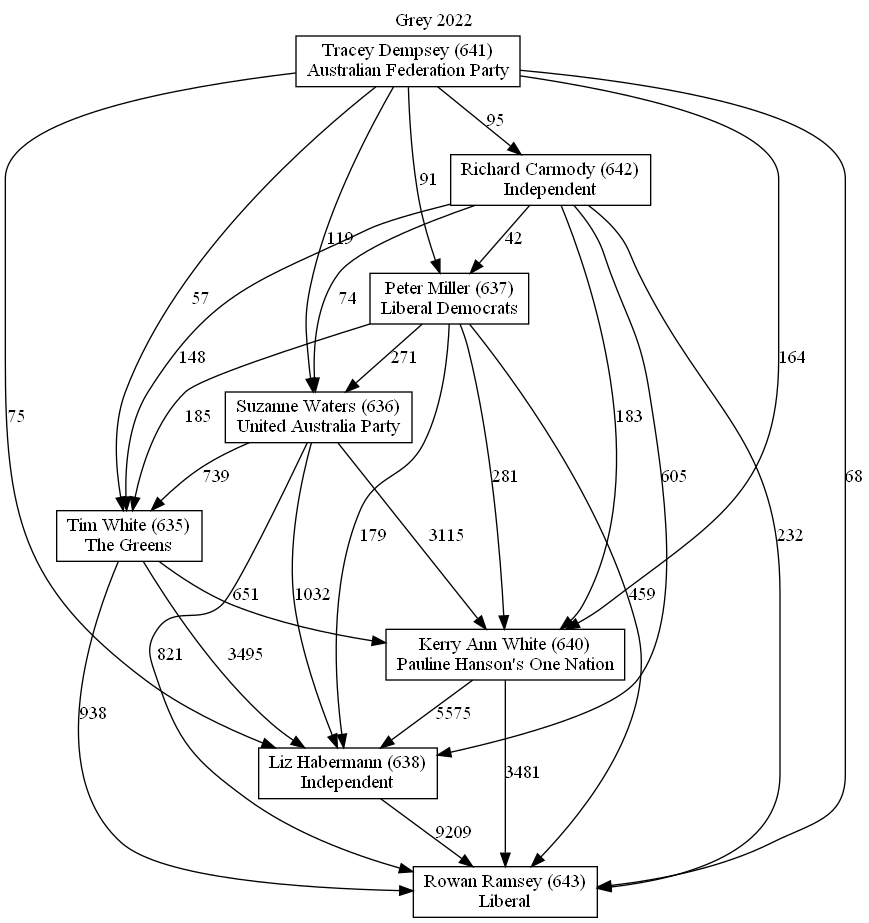 Grey 2022
Tracey Dempsey (641)
Australian Federation Party
95
Richard Carmody (642)
Independent
91
119
42
Peter Miller (637)
Liberal Democrats
57
74
148
271
164
75
185
183
Suzanne Waters (636)
United Australia Party
739
281
605
68
Tim White (635)
The Greens
179
3115
232
651
1032
459
821
3495
Kerry Ann White (640)
Pauline Hanson's One Nation
938
5575
Liz Habermann (638)
Independent
3481
9209
Rowan Ramsey (643)
Liberal